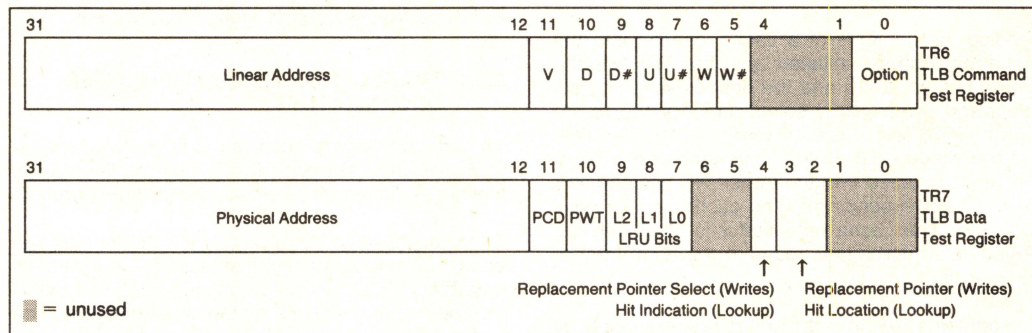 31 12 11 10 9 8 7 6 5 4 1 0
Linear Address V D D# U U# W W# Option
TR6
TLB Command
Test Register
31 12 11 10 9 8 7 6 5 4 3 2 1 0
Physical Address PCD PWT L2 L1 L0
LRU Bits
TR7
TLB Data
Test Register
↑ ↑
Replacement Pointer Select (Writes) Replacement Pointer (Writes)
Hit Indication (Lookup) Hit Location (Lookup)
= unused